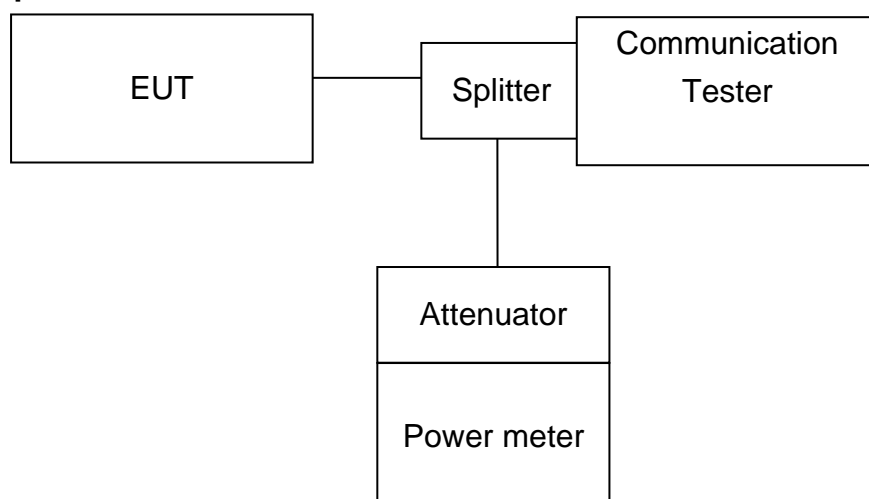 EUT
Splitter
Communication
Tester
Attenuator
Power meter